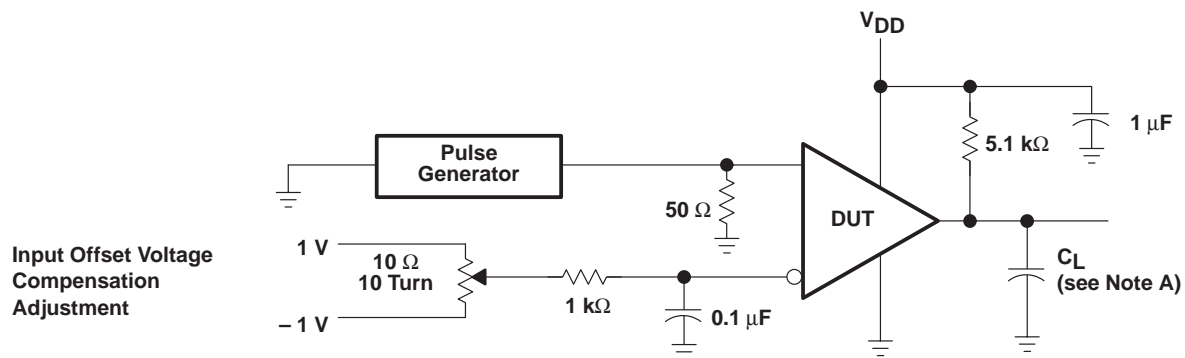 VDD
Pulse
Generator
50 Ω
5.1 kΩ
1 μF
DUT
Input Offset Voltage
Compensation
Adjustment
1 V
10 Ω
10 Turn
– 1 V
1 kΩ
0.1 μF
CL
(see Note A)